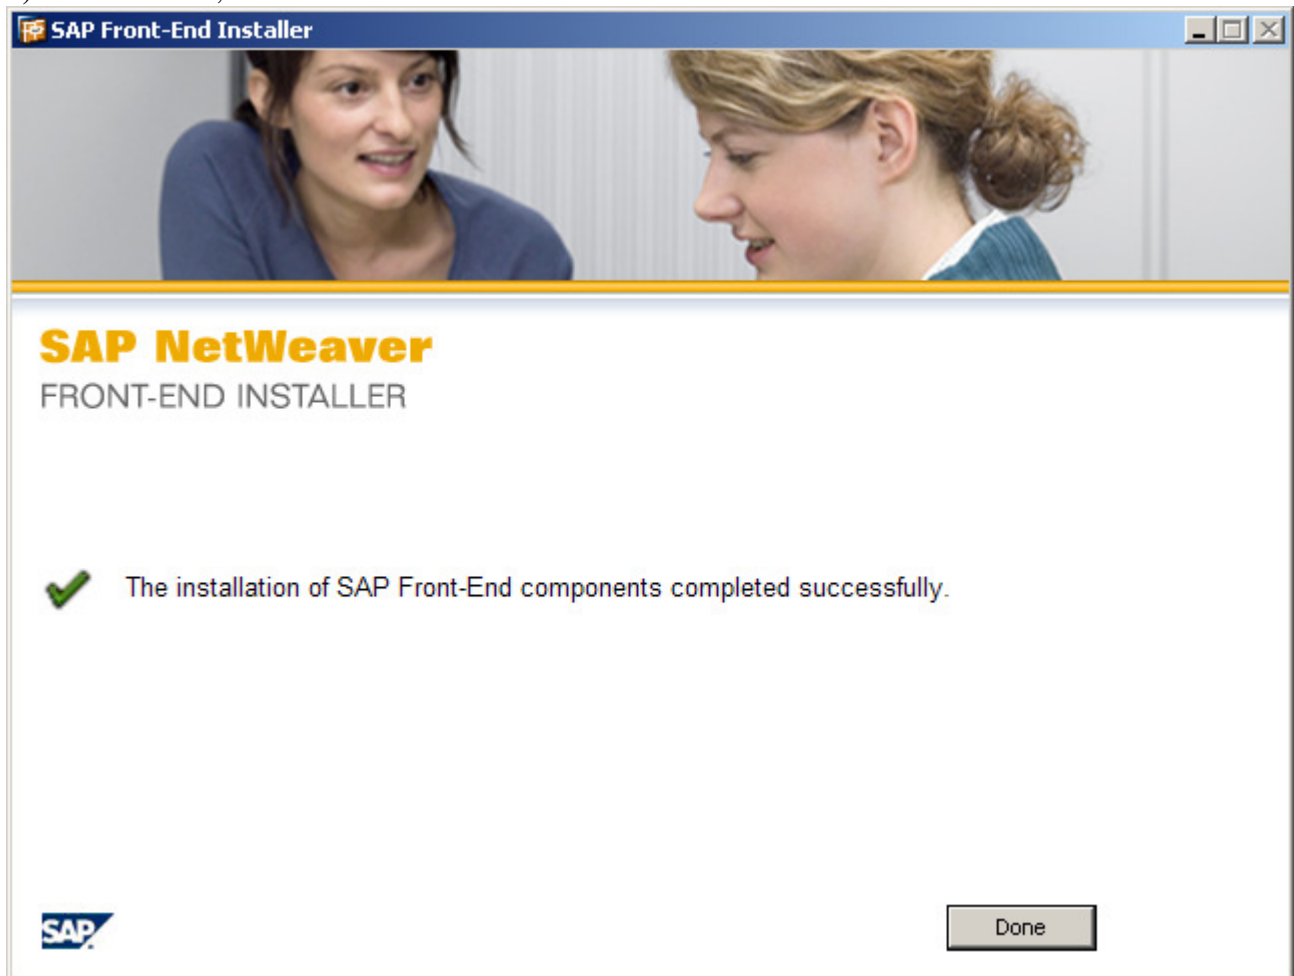 SAP Front-End Installer
SAP NetWeaver
FRONT-END INSTALLER
The installation of SAP Front-End components completed successfully.
SAP
Done